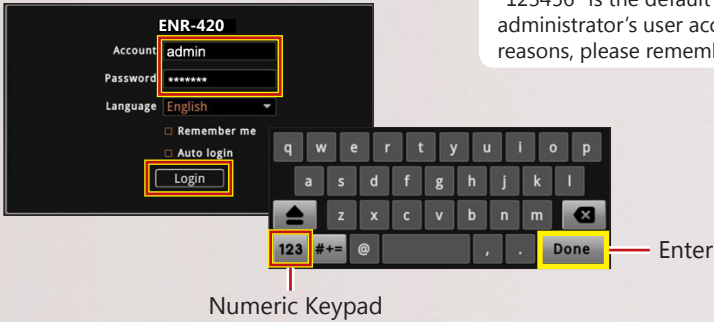 ENR-420
"123456" is the default
administrator's user acc
reasons, please rememb
Account admin
Password *******
Language English
Remember me
Auto login
Login
q w e r t y u i o p
a s d f g h j k l
z x c v b n m
123 #+= @ , . Done
Enter
Numeric Keypad